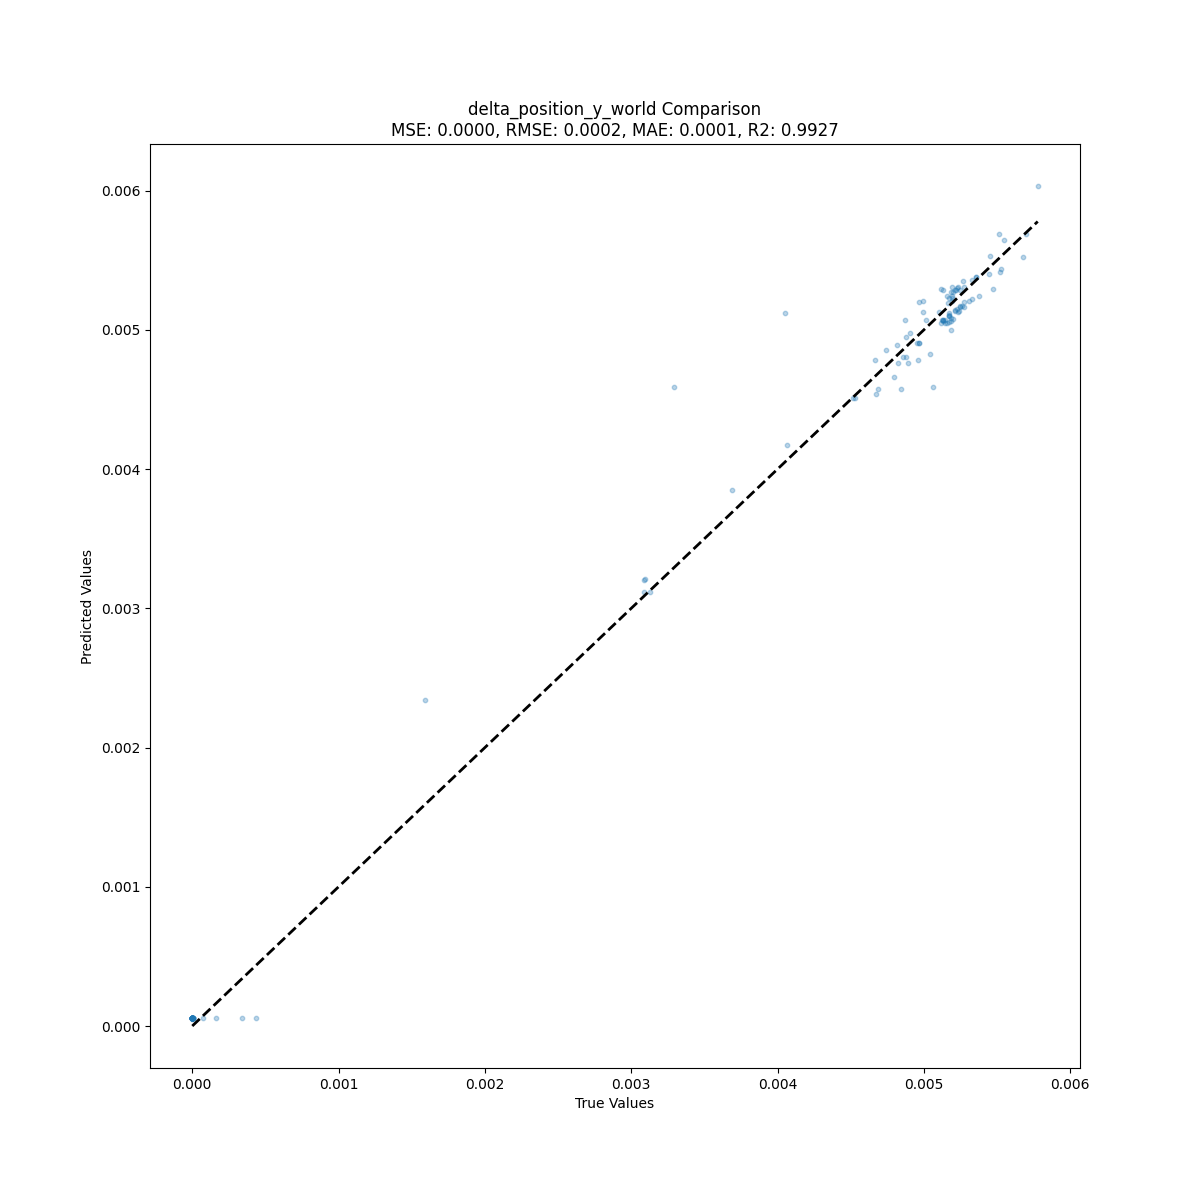 delta_position_y_world Comparison
MSE: 0.0000, RMSE: 0.0002, MAE: 0.0001, R2: 0.9927
0.006
0.005
0.004
0.003
0.002
0.001
0.000
Predicted Values
0.000 0.001 0.002 0.003 0.004 0.005 0.006
True Values